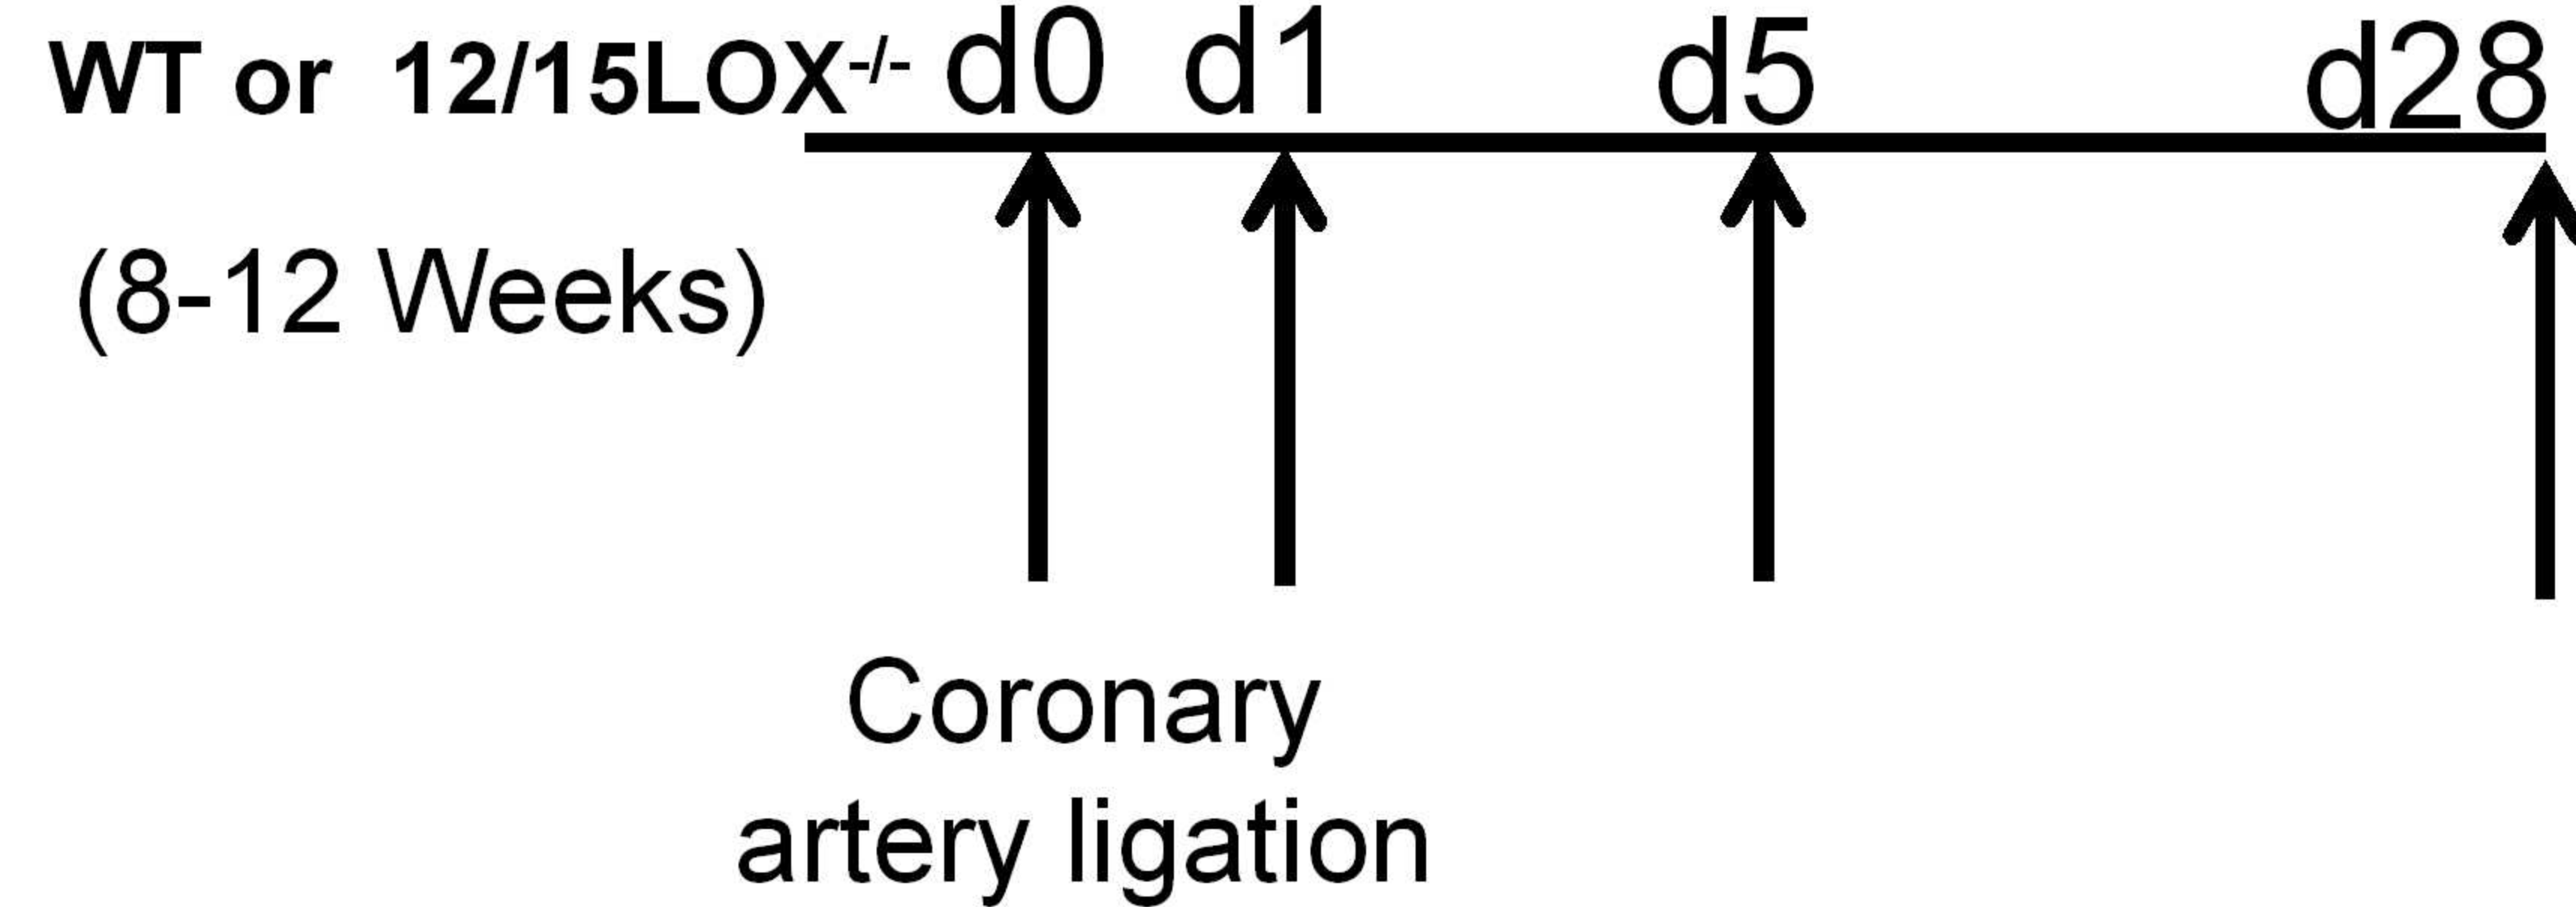 WT or 12/15LOX-/- d0 d1 d5 d28
(8-12 Weeks)
Coronary
artery ligation